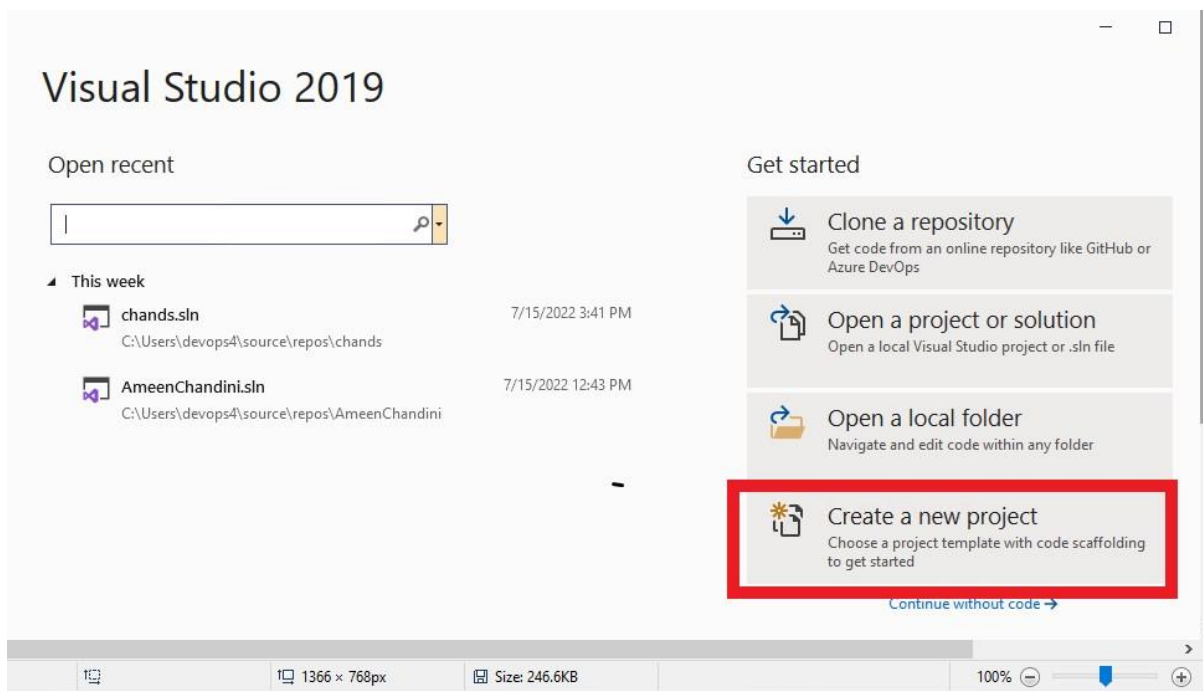 Visual Studio 2019
Open recent
This week
chands.sln
7/15/2022 3:41 PM
C:\Users\devops4\source\repos\chands
AmeenChandini.sln
7/15/2022 12:43 PM
C:\Users\devops4\source\repos\AmeenChandini
Get started
Clone a repository
Get code from an online repository like GitHub or
Azure DevOps
Open a project or solution
Open a local Visual Studio project or .sln file
Open a local folder
Navigate and edit code within any folder
Create a new project
Choose a project template with code scaffolding
to get started
Continue without code →
1366 × 768px
Size: 246.6KB
100%